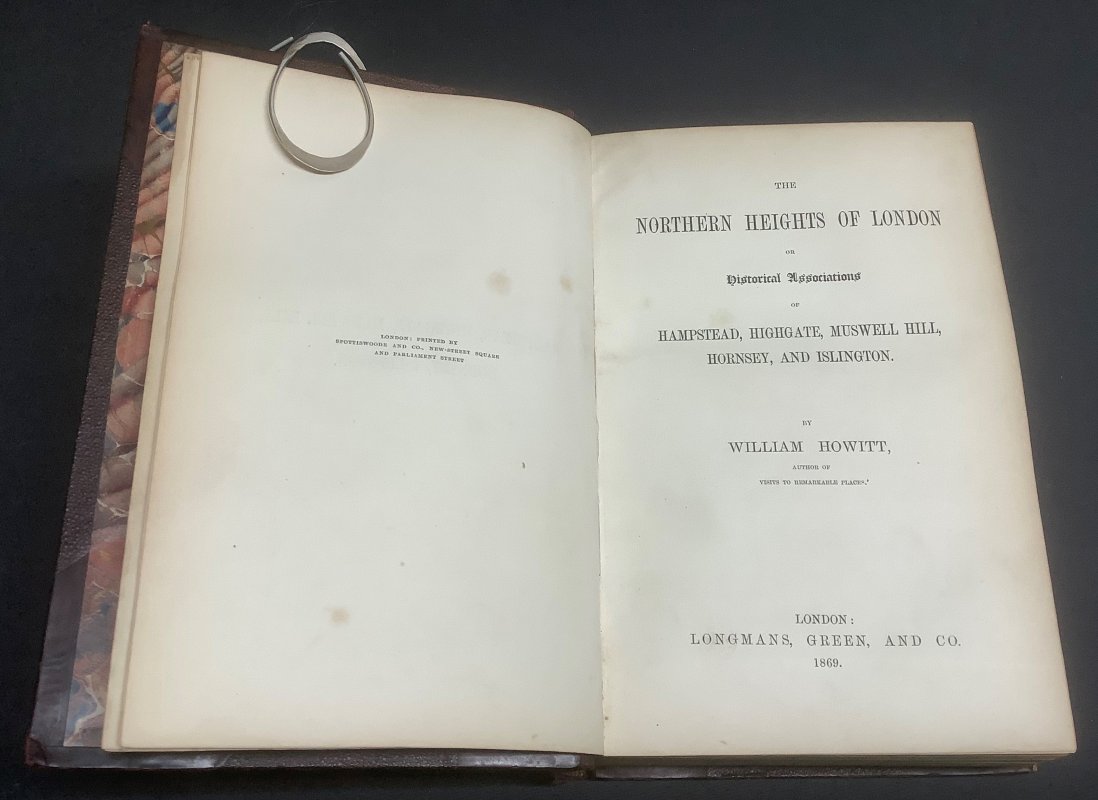 LONDON: PRINTED BY
SPOTTISWOODE AND CO., NEW-STREET SQUARE
AND PARLIAMENT STREET
THE
NORTHERN HEIGHTS OF LONDON
OR
Historical Associations
OF
HAMPSTEAD, HIGHGATE, MUSWELL HILL,
HORNSEY, AND ISLINGTON.
BY
WILLIAM HOWITT,
AUTHOR OF
VISITS TO REMARKABLE PLACES.'
LONDON:
LONGMANS, GREEN, AND CO.
1869.